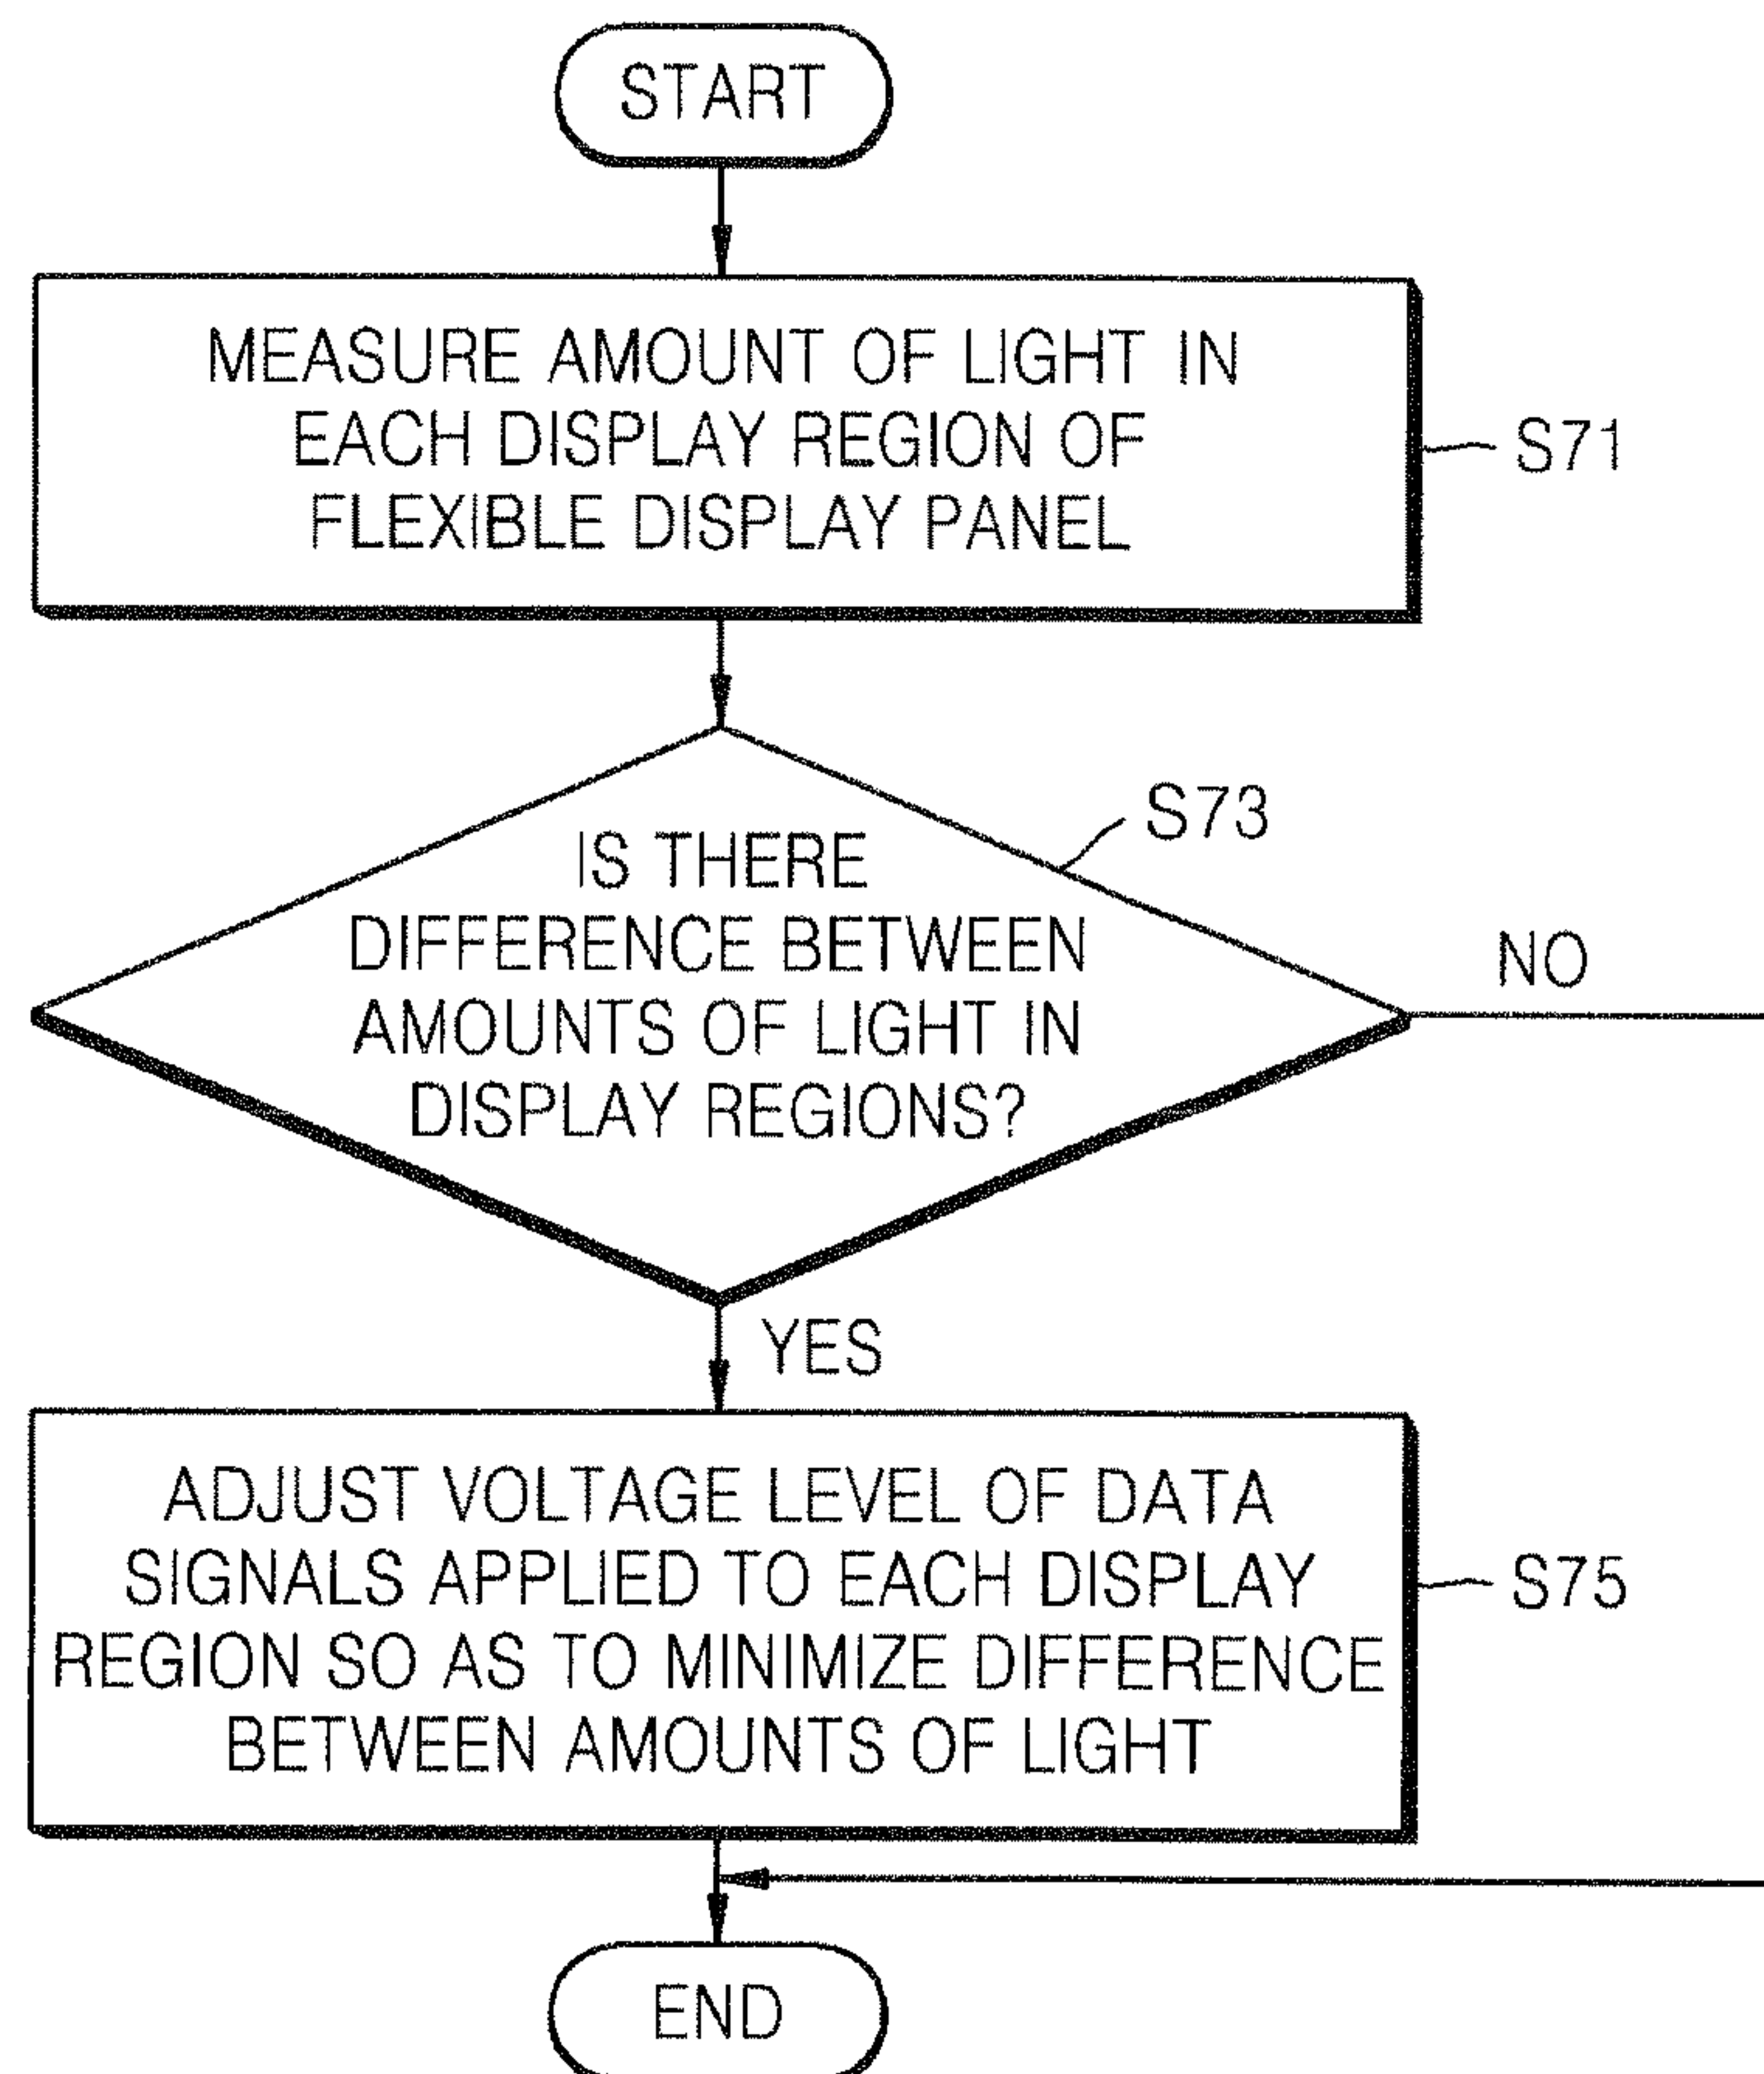 START
MEASURE AMOUNT OF LIGHT IN
EACH DISPLAY REGION OF
FLEXIBLE DISPLAY PANEL
S71
S73
IS THERE
DIFFERENCE BETWEEN
AMOUNTS OF LIGHT IN
DISPLAY REGIONS?
NO
YES
ADJUST VOLTAGE LEVEL OF DATA
SIGNALS APPLIED TO EACH DISPLAY
REGION SO AS TO MINIMIZE DIFFERENCE
BETWEEN AMOUNTS OF LIGHT
S75
END